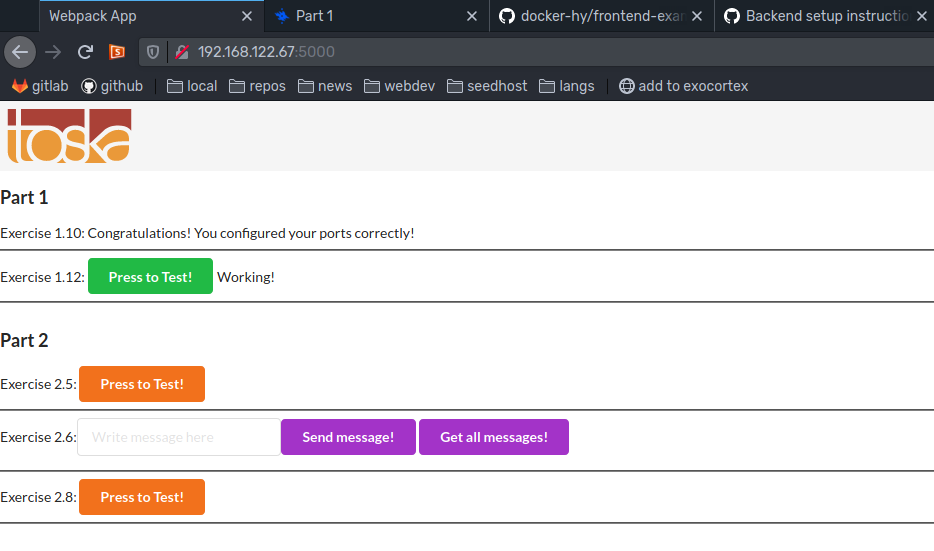 Webpack App
Part 1
docker-hy/frontend-exa
Backend setup instructio
192.168.122.67:5000
gitlab github local repos news webdev seedhost langs add to exocortex
toska
Part 1
Exercise 1.10: Congratulations! You configured your ports correctly!
Exercise 1.12: Press to Test! Working!
Part 2
Exercise 2.5: Press to Test!
Exercise 2.6: Write message here Send message! Get all messages!
Exercise 2.8: Press to Test!